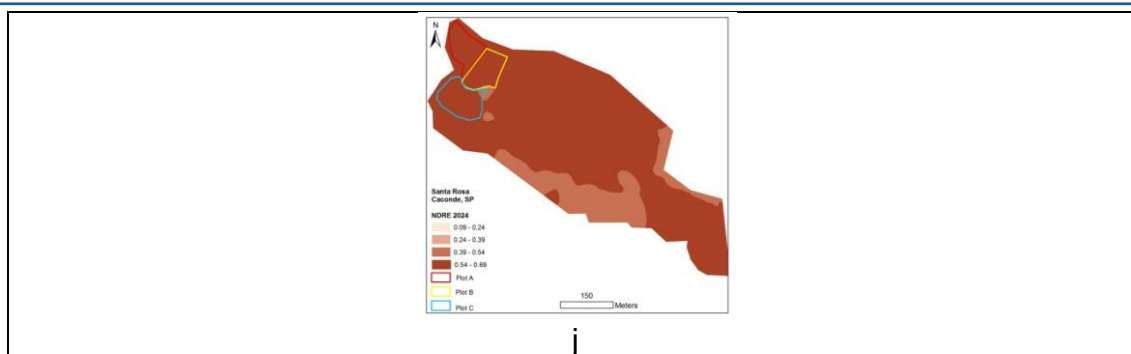 N
Santa Rosa
Caconde, SP
NDRE 2024
0.09 - 0.24
0.24 - 0.39
0.39 - 0.54
0.54 - 0.69
Plot A
Plot B
Plot C
150
Meters
i